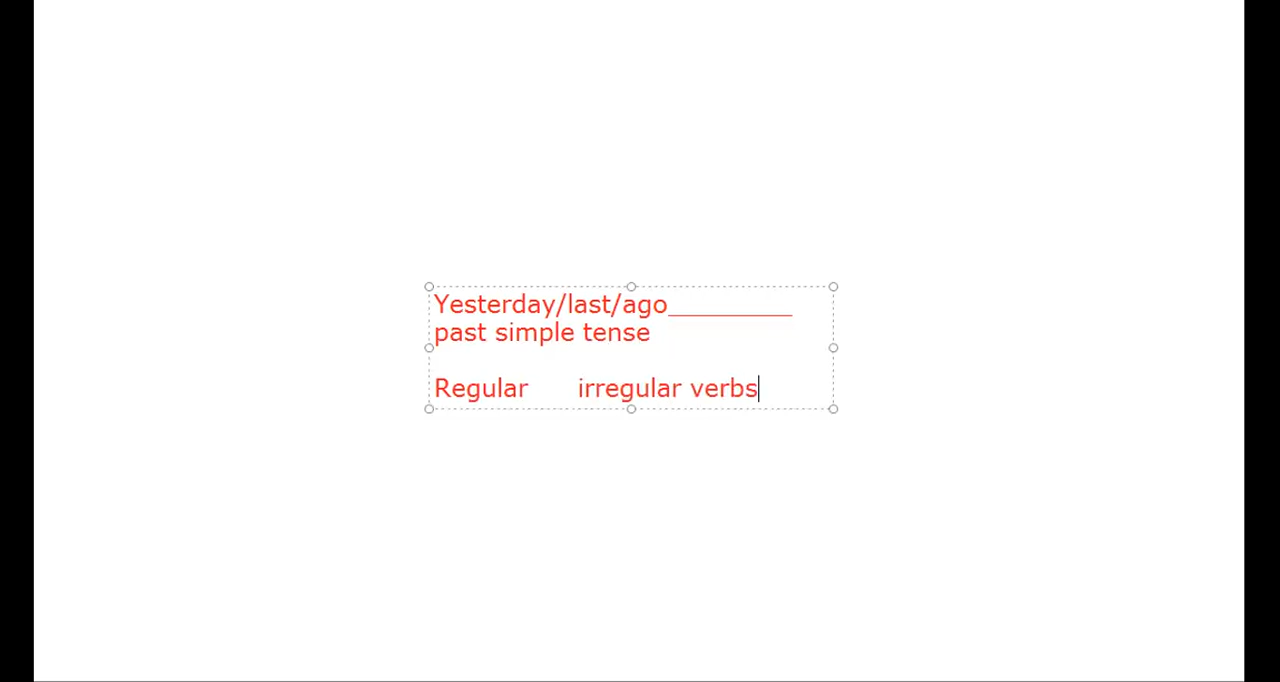 Yesterday/last/ago__________
past simple tense
Regular irregular verbs